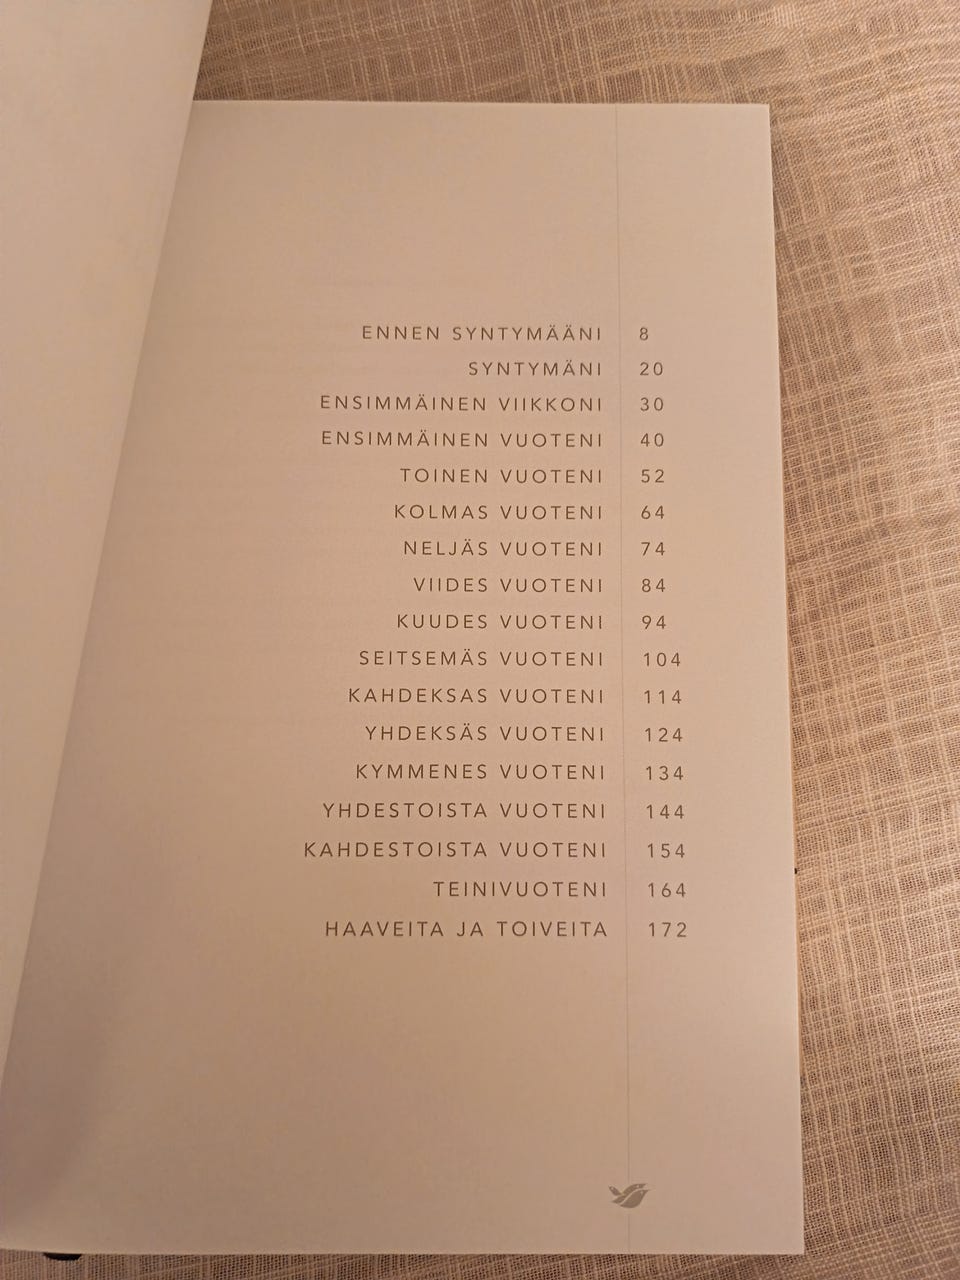 ENNEN SYNTYMÄÄNI 8
SYNTYMÄNI 20
ENSIMMÄINEN VIIKKONI 30
ENSIMMÄINEN VUOTENI 40
TOINEN VUOTENI 52
KOLMAS VUOTENI 64
NELJÄS VUOTENI 74
VIIDES VUOTENI 84
KUUDES VUOTENI 94
SEITSEMÄS VUOTENI 104
KAHDEKSAS VUOTENI 114
YHDEKSÄS VUOTENI 124
KYMMENES VUOTENI 134
YHDESTOISTA VUOTENI 144
KAHDESTOISTA VUOTENI 154
TEINIVUOTENI 164
HAAVEITA JA TOIVEITA 172